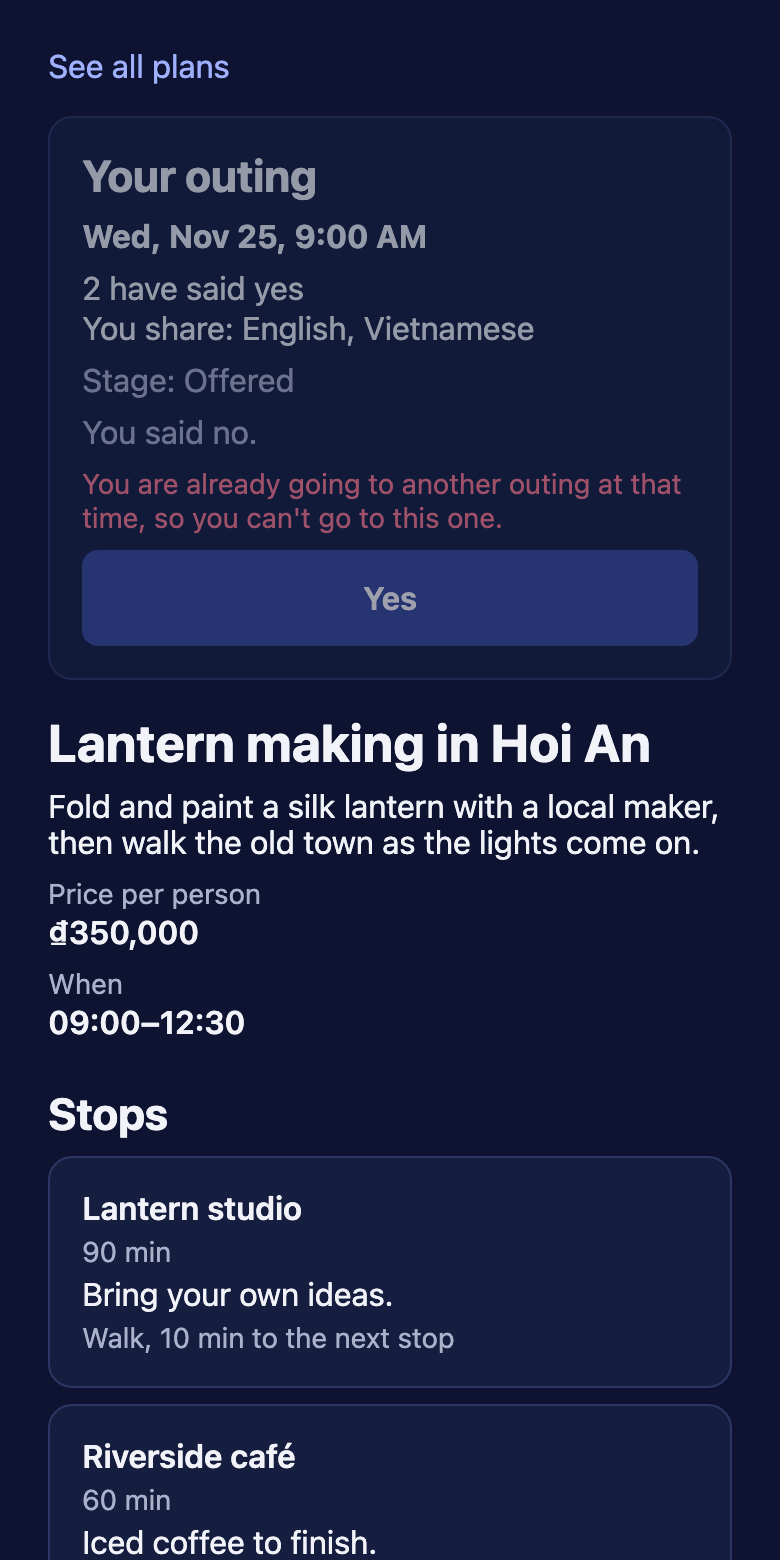 See all plans
Your outing
Wed, Nov 25, 9:00 AM
2 have said yes
You share: English, Vietnamese
Stage: Offered
You said no.
You are already going to another outing at that
time, so you can't go to this one.
Yes
Lantern making in Hoi An
Fold and paint a silk lantern with a local maker,
then walk the old town as the lights come on.
Price per person
₫350,000
When
09:00–12:30
Stops
Lantern studio
90 min
Bring your own ideas.
Walk, 10 min to the next stop
Riverside café
60 min
Iced coffee to finish.